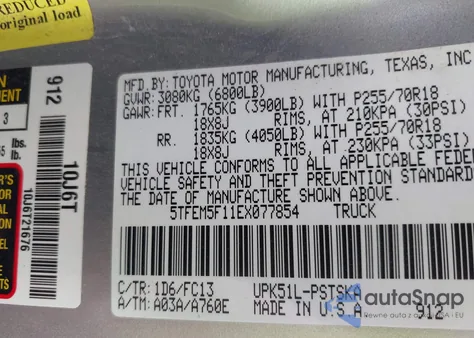 REDUCED
original load
912
3
lbs.
lb.
10J6T
10J6T21676
MFD.BY: TOYOTA MOTOR MANUFACTURING, TEXAS, INC
GVWR: 3080KG (6800LB)
GAWR: FRT. 1765KG (3900LB) WITH P255/70R18
18X8J RIMS, AT 210KPA (30PSI)
RR. 1835KG (4050LB) WITH P255/70R18
18X8J RIMS, AT 230KPA (33PSI)
THIS VEHICLE CONFORMS TO ALL APPLICABLE FEDE
VEHICLE SAFETY AND THEFT PREVENTION STANDARD
THE DATE OF MANUFACTURE SHOWN ABOVE.
5TFEM5F11EX077854 TRUCK
C/TR: 1D6/FC13 UPK51L-PSTSKA
A/TM: A03A/A760E MADE IN U.S.A. 912
autoSnap